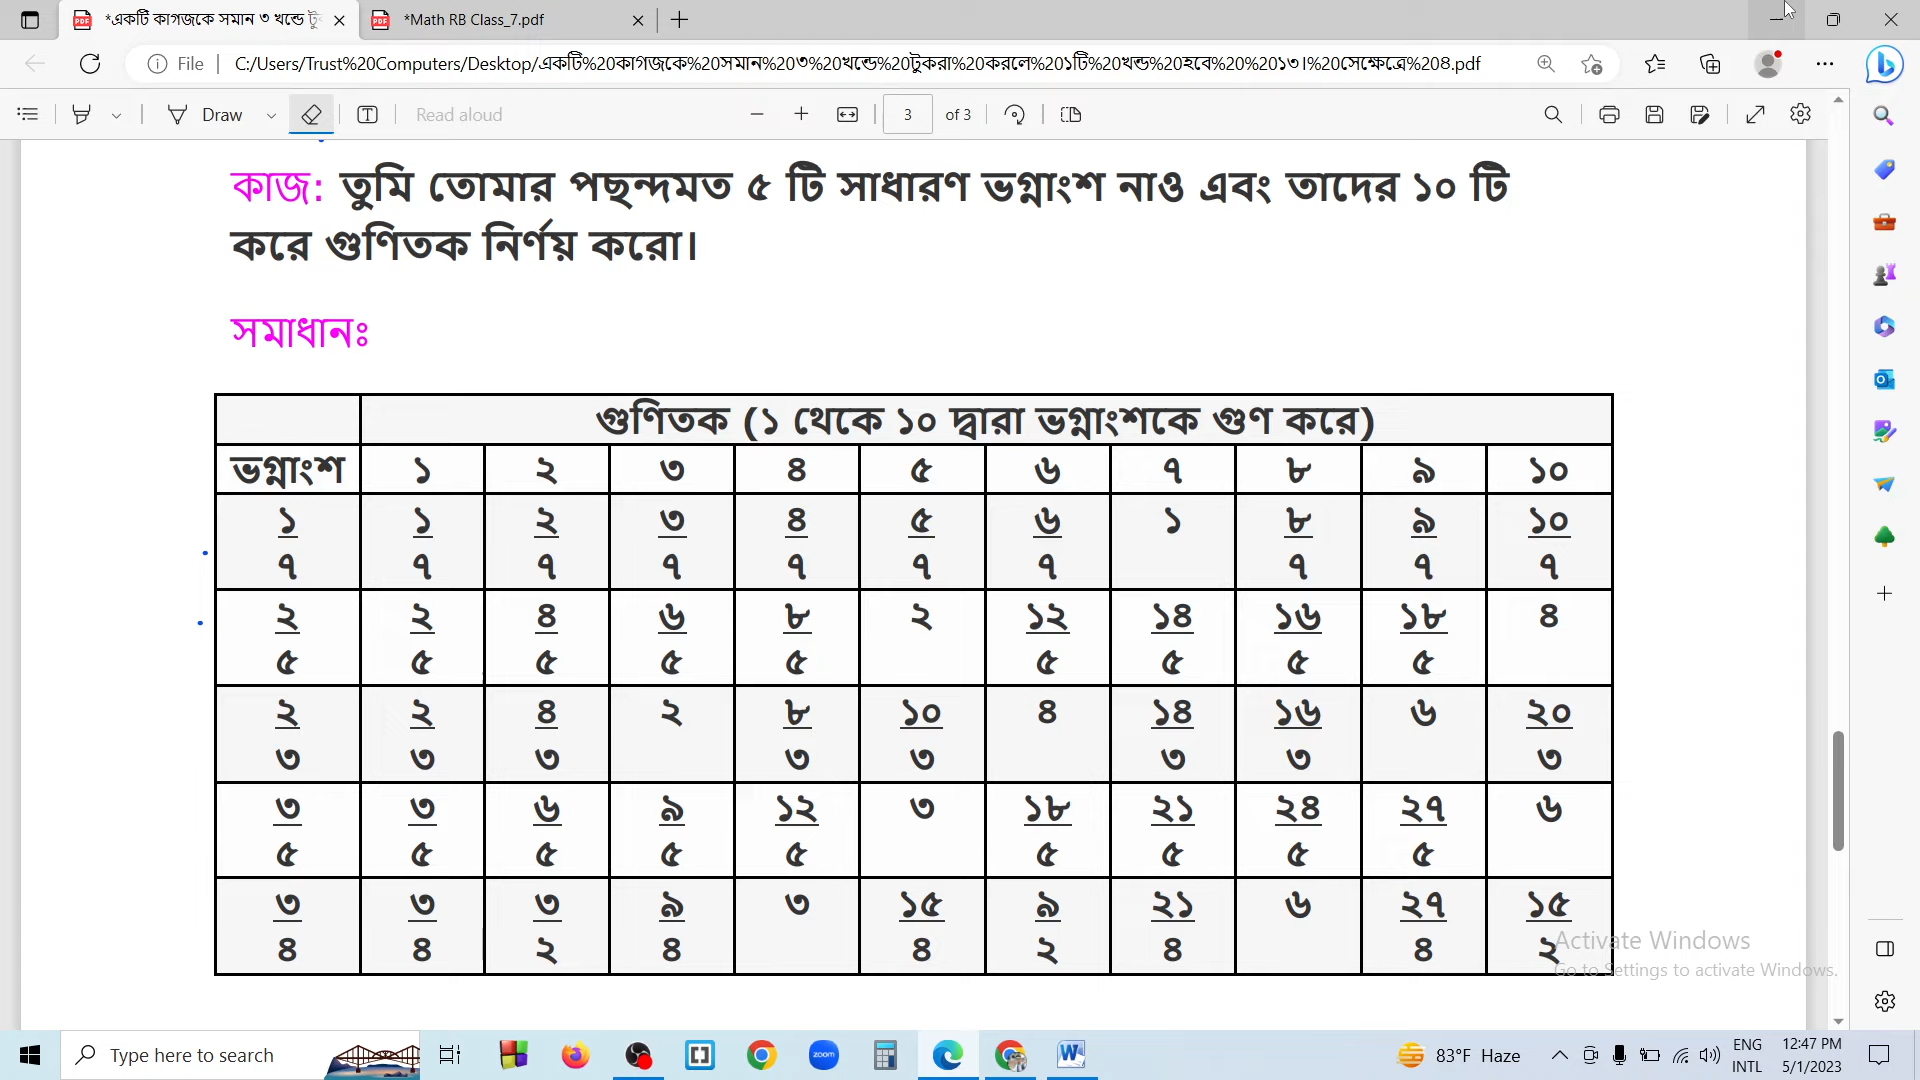 *একটি কাগজকে সমান ৩ খন্ডে টু
*Math RB Class_7.pdf
File
C:/Users/Trust%20Computers/Desktop/একটি%20কাগজকে%20সমান%20৩%20খন্ডে%20টুকরা%20করলে%20১টি%20খন্ড%20হবে%20%20১৩।%20সেক্ষেত্রে%208.pdf
Draw
Read aloud
3 of 3
কাজ: তুমি তোমার পছন্দমত ৫ টি সাধারণ ভগ্নাংশ নাও এবং তাদের ১০ টি
করে গুণিতক নির্ণয় করো।
সমাধানঃ
গুণিতক (১ থেকে ১০ দ্বারা ভগ্নাংশকে গুণ করে)
ভগ্নাংশ ১ ২ ৩ ৪ ৫ ৬ ৭ ৮ ৯ ১০
১ ১ ২ ৩ ৪ ৫ ৬ ১ ৮ ৯ ১০
৭ ৭ ৭ ৭ ৭ ৭ ৭ ৭ ৭ ৭
২ ২ ৪ ৬ ৮ ২ ১২ ১৪ ১৬ ১৮ ৪
৫ ৫ ৫ ৫ ৫ ৫ ৫ ৫ ৫
২ ২ ৪ ২ ৮ ১০ ৪ ১৪ ১৬ ৬ ২০
৩ ৩ ৩ ৩ ৩ ৩ ৩ ৩
৩ ৩ ৬ ৯ ১২ ৩ ১৮ ২১ ২৪ ২৭ ৬
৫ ৫ ৫ ৫ ৫ ৫ ৫ ৫ ৫
৩ ৩ ৩ ৯ ৩ ১৫ ৯ ২১ ৬ ২৭ ১৫
৪ ৪ ২ ৪ ৪ ২ ৪ ৪ ২
Activate Windows
Go to Settings to activate Windows.
Type here to search
zoom
83°F Haze
ENG
INTL
12:47 PM
5/1/2023